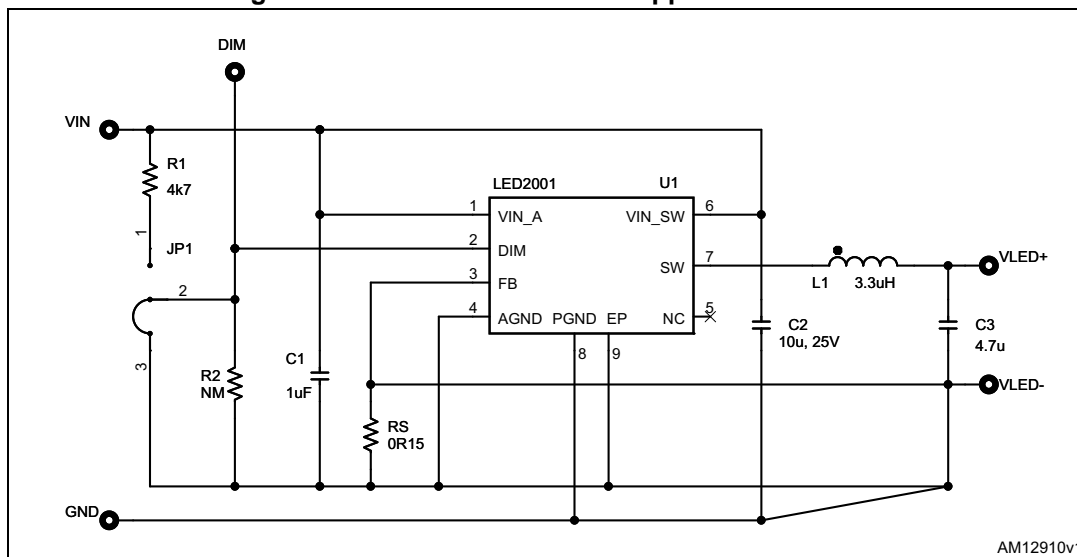 DIM
VIN
R1
4k7
1
JP1
2
3
R2
NM
C1
1uF
LED2001
U1
1
VIN_A
VIN_SW
6
2
DIM
SW
7
3
FB
4
AGND
PGND
EP
NC
5
8
9
RS
0R15
L1
3.3uH
C2
10u, 25V
C3
4.7u
VLED+
VLED-
GND